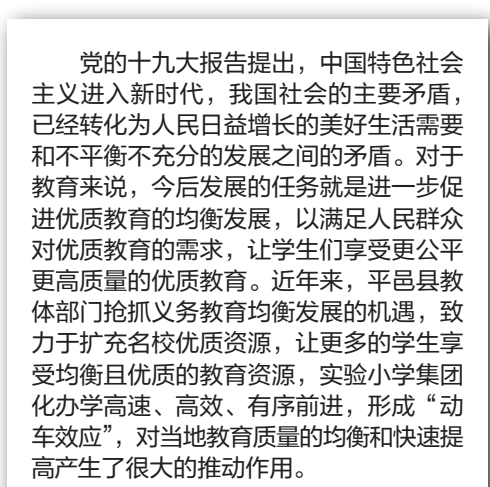 党的十九大报告提出，中国特色社会
主义进入新时代，我国社会的主要矛盾，
已经转化为人民日益增长的美好生活需要
和不平衡不充分的发展之间的矛盾。对于
教育来说，今后发展的任务就是进一步促
进优质教育的均衡发展，以满足人民群众
对优质教育的需求，让学生们享受更公平
更高质量的优质教育。近年来，平邑县教
体部门抢抓义务教育均衡发展的机遇，致
力于扩充名校优质资源，让更多的学生享
受均衡且优质的教育资源，实验小学集团
化办学高速、高效、有序前进，形成“动
车效应”，对当地教育质量的均衡和快速提
高产生了很大的推动作用。